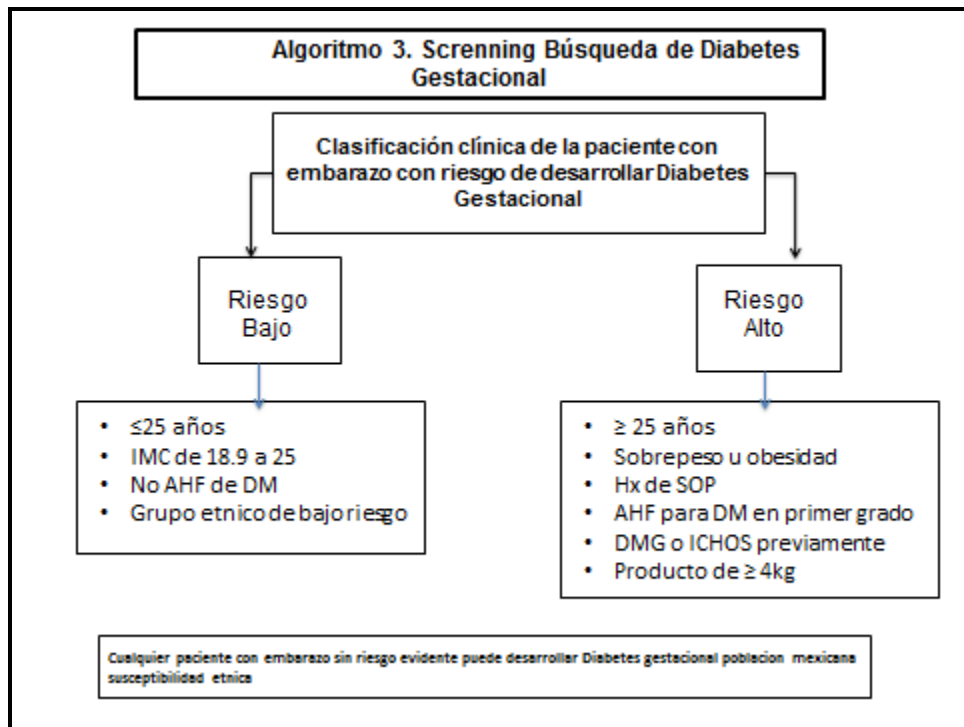 Algoritmo 3. Screnning Búsqueda de Diabetes
Gestacional
Clasificación clínica de la paciente con
embarazo con riesgo de desarrollar Diabetes
Gestacional
Riesgo
Bajo
Riesgo
Alto
• ≤25 años
• IMC de 18.9 a 25
• No AHF de DM
• Grupo etnico de bajo riesgo
• ≥ 25 años
• Sobrepeso u obesidad
• Hx de SOP
• AHF para DM en primer grado
• DMG o ICHOS previamente
• Producto de ≥ 4kg
Cualquier paciente con embarazo sin riesgo evidente puede desarrollar Diabetes gestacional poblacion mexicana
susceptibilidad etnica